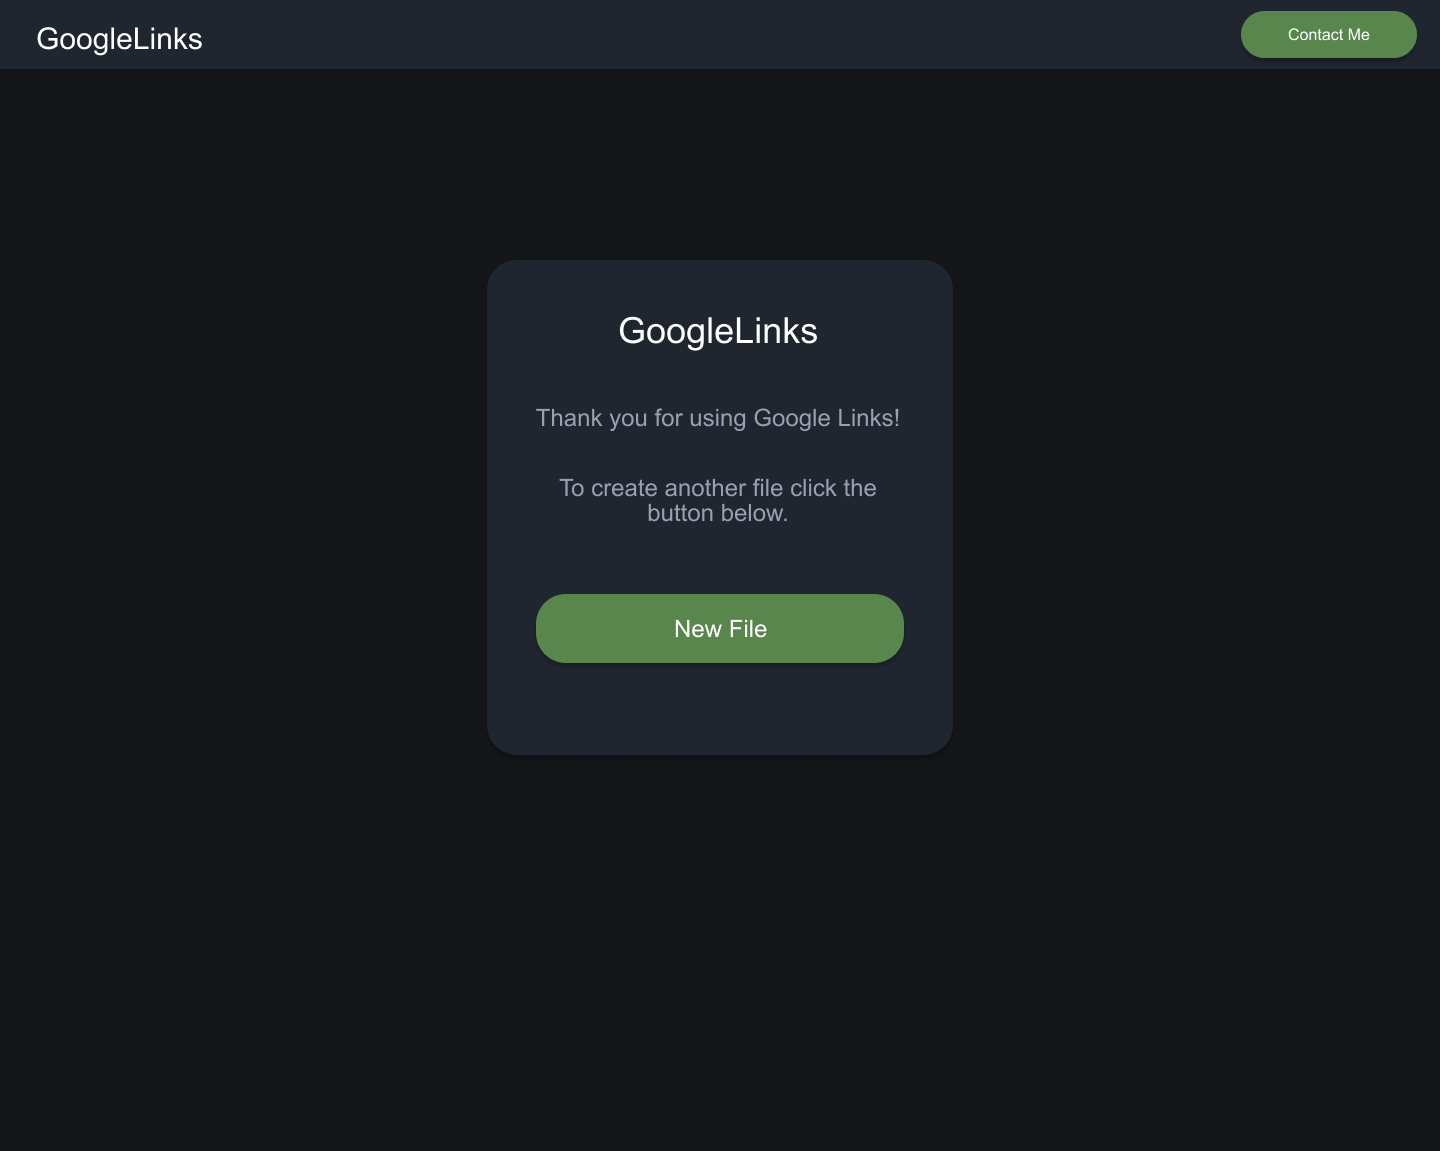 GoogleLinks
Contact Me
GoogleLinks
Thank you for using Google Links!
To create another file click the
button below.
New File